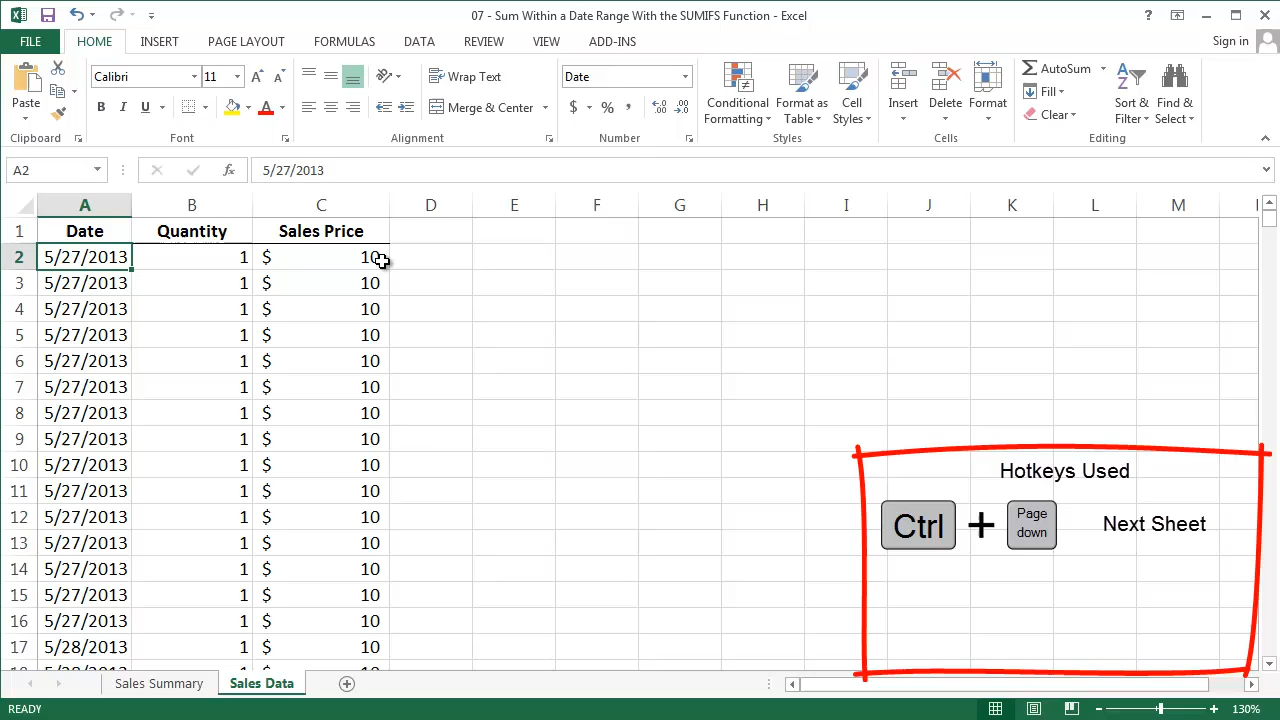 07 - Sum Within a Date Range With the SUMIFS Function - Excel
?
FILE HOME INSERT PAGE LAYOUT FORMULAS DATA REVIEW VIEW ADD-INS Sign in
Paste
Calibri 11
B I U A
Wrap Text
Merge & Center
Date
$ % ,
Conditional Formatting
Format as Table
Cell Styles
Insert Delete Format
AutoSum
Fill
Clear
Sort & Filter
Find & Select
Clipboard Font Alignment Number Styles Cells Editing
A2 fx 5/27/2013
A B C D E F G H I J K L M
1 Date Quantity Sales Price
2 5/27/2013 1 $ 10
3 5/27/2013 1 $ 10
4 5/27/2013 1 $ 10
5 5/27/2013 1 $ 10
6 5/27/2013 1 $ 10
7 5/27/2013 1 $ 10
8 5/27/2013 1 $ 10
9 5/27/2013 1 $ 10
10 5/27/2013 1 $ 10
11 5/27/2013 1 $ 10
12 5/27/2013 1 $ 10
13 5/27/2013 1 $ 10
14 5/27/2013 1 $ 10
15 5/27/2013 1 $ 10
16 5/27/2013 1 $ 10
17 5/28/2013 1 $ 10
Hotkeys Used
Ctrl + Page down Next Sheet
Sales Summary Sales Data
READY 130%